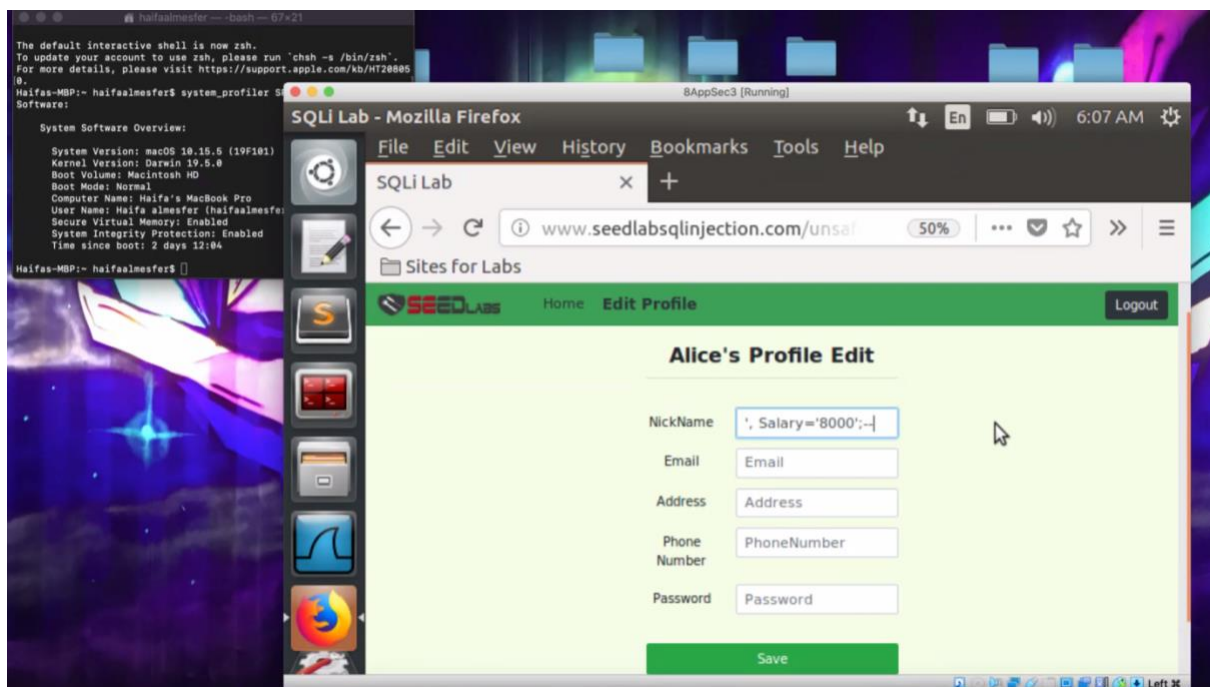 haifaalmesfer — -bash — 67×21
The default interactive shell is now zsh.
To update your account to use zsh, please run `chsh -s /bin/zsh`.
For more details, please visit https://support.apple.com/kb/HT20805
0.
Haifas-MBP:~ haifaalmesfer$ system_profiler
Software:
System Software Overview:
System Version: macOS 10.15.5 (19F101)
Kernel Version: Darwin 19.5.0
Boot Volume: Macintosh HD
Boot Mode: Normal
Computer Name: Haifa's MacBook Pro
User Name: Haifa almesfer (haifaalmesfe
Secure Virtual Memory: Enabled
System Integrity Protection: Enabled
Time since boot: 2 days 12:04
Haifas-MBP:~ haifaalmesfer$
8AppSec3 [Running]
SQLi Lab - Mozilla Firefox
En
6:07 AM
File Edit View History Bookmarks Tools Help
SQLi Lab
www.seedlabsqlinjection.com/unsaf
50%
Sites for Labs
SEEDLABS
Home Edit Profile
Logout
Alice's Profile Edit
NickName ', Salary='8000';--
Email Email
Address Address
Phone
Number PhoneNumber
Password Password
Save
Left ⌘